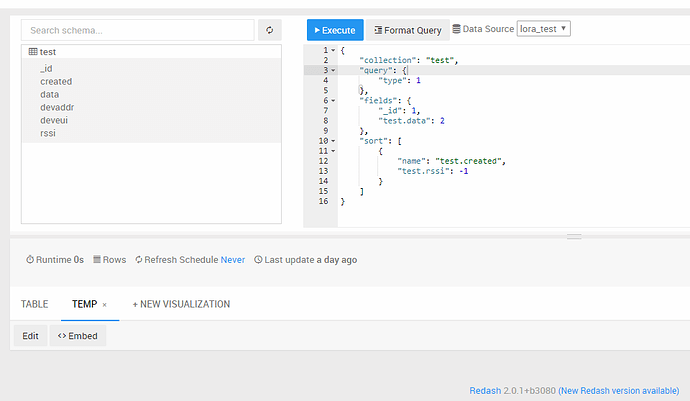 Search schema...
Execute
Format Query
Data Source
lora_test
test
_id
created
data
devaddr
deveui
rssi
1 {
2 "collection": "test",
3 "query": {
4 "type": 1
5 },
6 "fields": {
7 "_id": 1,
8 "test.data": 2
9 },
10 "sort": [
11 {
12 "name": "test.created",
13 "test.rssi": -1
14 }
15 ]
16 }
Runtime 0s Rows Refresh Schedule Never Last update a day ago
TABLE TEMP × + NEW VISUALIZATION
Edit <> Embed
Redash 2.0.1+b3080 (New Redash version available)